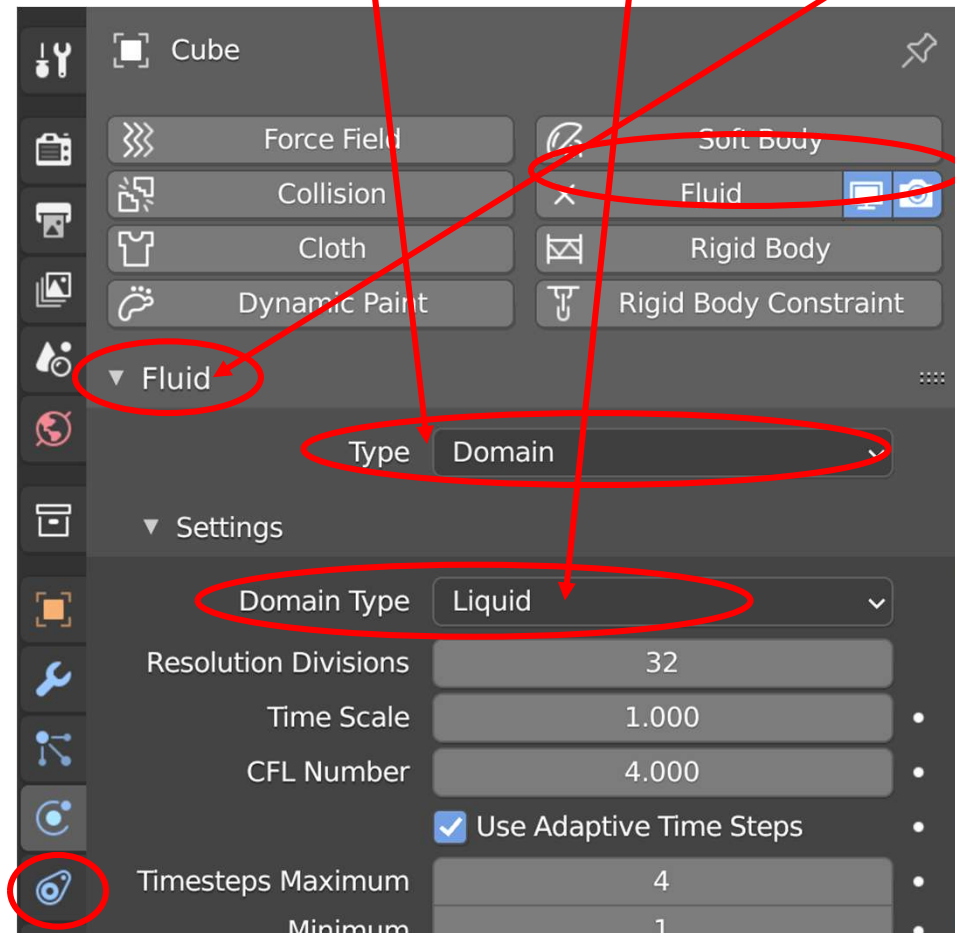 Cube
Force Field
Soft Body
Collision
Fluid
Cloth
Rigid Body
Dynamic Paint
Rigid Body Constraint
Fluid
Type Domain
Settings
Domain Type Liquid
Resolution Divisions 32
Time Scale 1.000
CFL Number 4.000
Use Adaptive Time Steps
Timesteps Maximum 4
Minimum 1